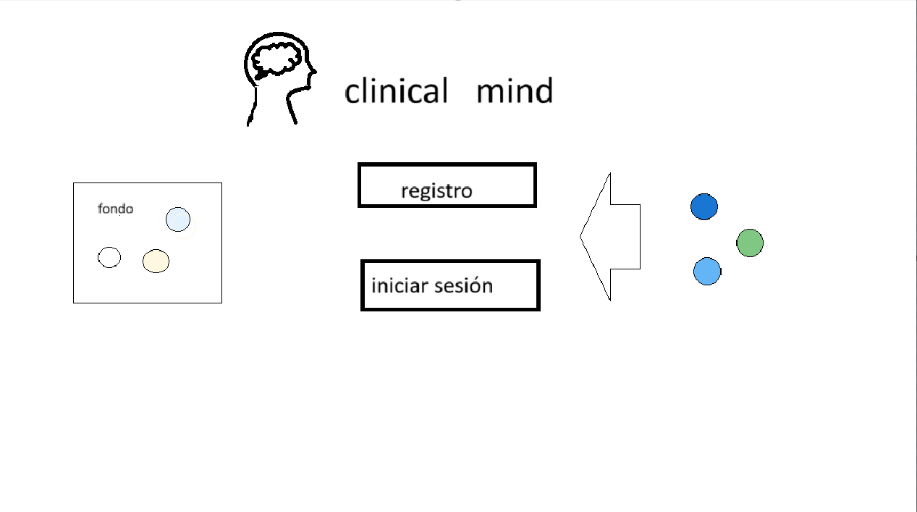 clinical mind
registro
fondo
iniciar sesión